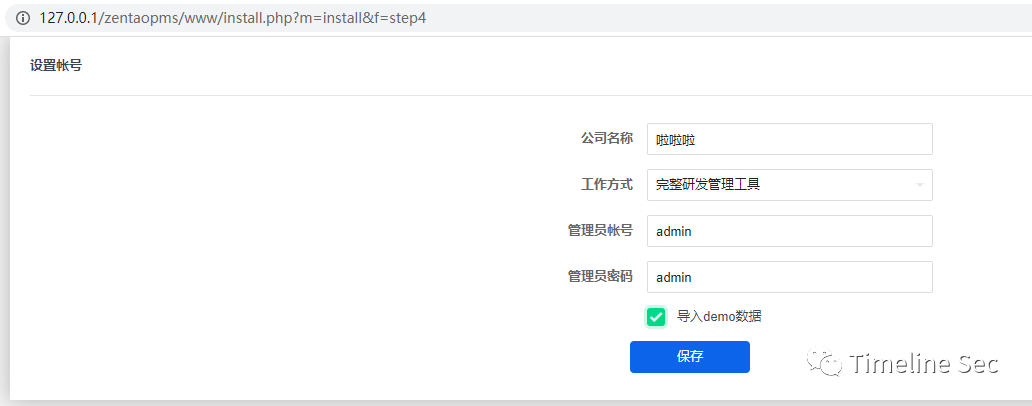 127.0.0.1/zentaopms/www/install.php?m=install&f=step4
设置帐号
公司名称 啦啦啦
工作方式 完整研发管理工具
管理员帐号 admin
管理员密码 admin
导入demo数据
保存
Timeline Sec